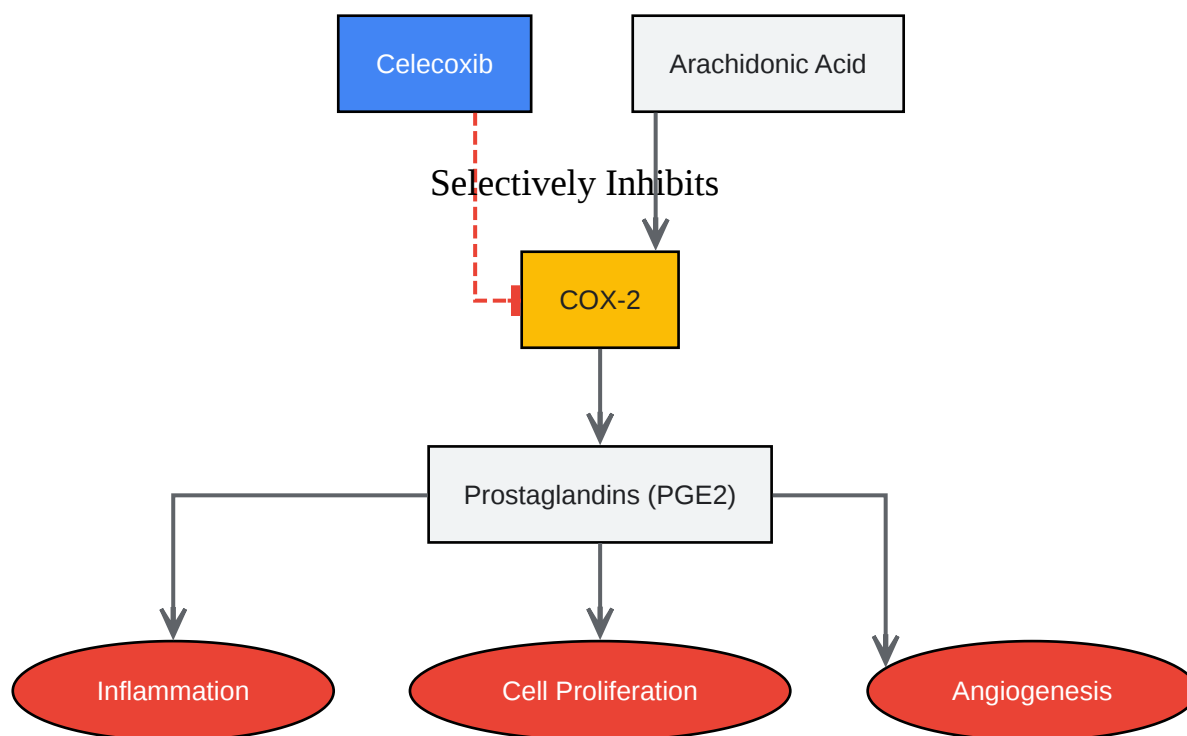 Celecoxib
Arachidonic Acid
Selectively Inhibits
COX-2
Prostaglandins (PGE2)
Inflammation
Cell Proliferation
Angiogenesis